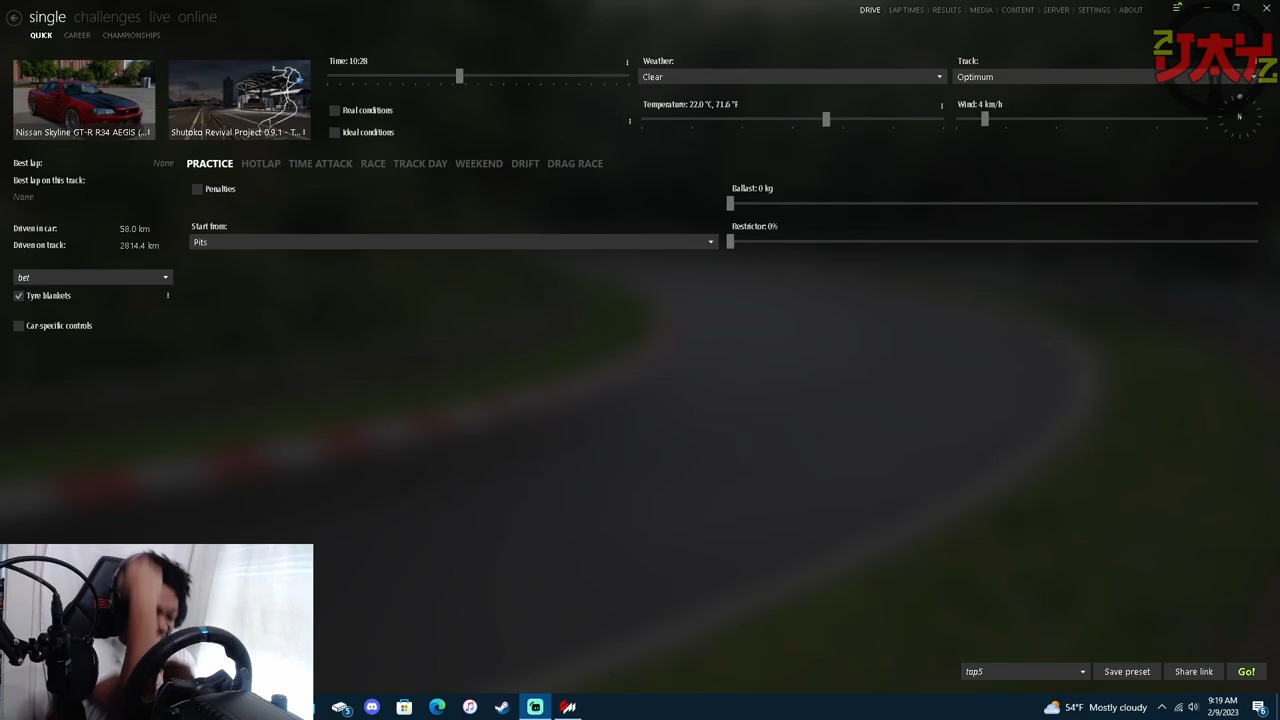 single challenges live online
DRIVE LAP TIMES RESULTS MEDIA CONTENT SERVER SETTINGS ABOUT
QUICK CAREER CHAMPIONSHIPS
JAY
Nissan Skyline GT-R R34 AEGIS (...
Shutoko Revival Project 0.9.1 - T...
Time: 10:28
Real conditions
Ideal conditions
Weather:
Clear
Temperature: 22.0 °C, 71.6 °F
Track:
Optimum
Wind: 4 km/h
N
Best lap: None
Best lap on this track:
None
Driven in car: 58.0 km
Driven on track: 2814.4 km
bet
Tyre blankets
Car-specific controls
PRACTICE HOTLAP TIME ATTACK RACE TRACK DAY WEEKEND DRIFT DRAG RACE
Penalties
Start from:
Pits
Ballast: 0 kg
Restrictor: 0%
top5
Save preset
Share link
Go!
3
54°F Mostly cloudy
9:19 AM
2/9/2023
6